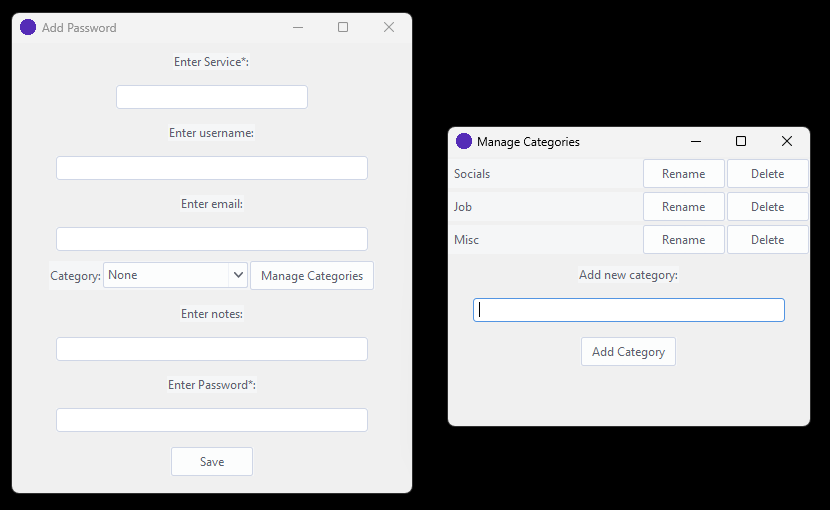 Add Password
Enter Service*:
Enter username:
Enter email:
Category: None Manage Categories
Enter notes:
Enter Password*:
Save
Manage Categories
Socials Rename Delete
Job Rename Delete
Misc Rename Delete
Add new category:
Add Category